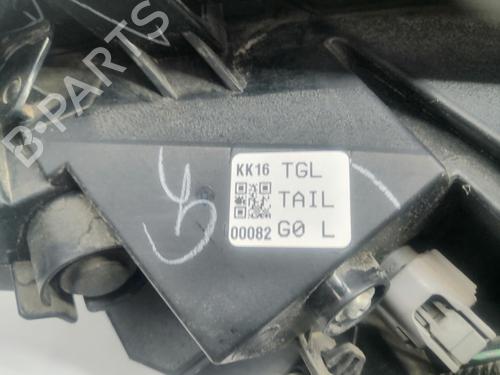 B-PARTS
KK16 TGL
TAIL
00082 G0 L